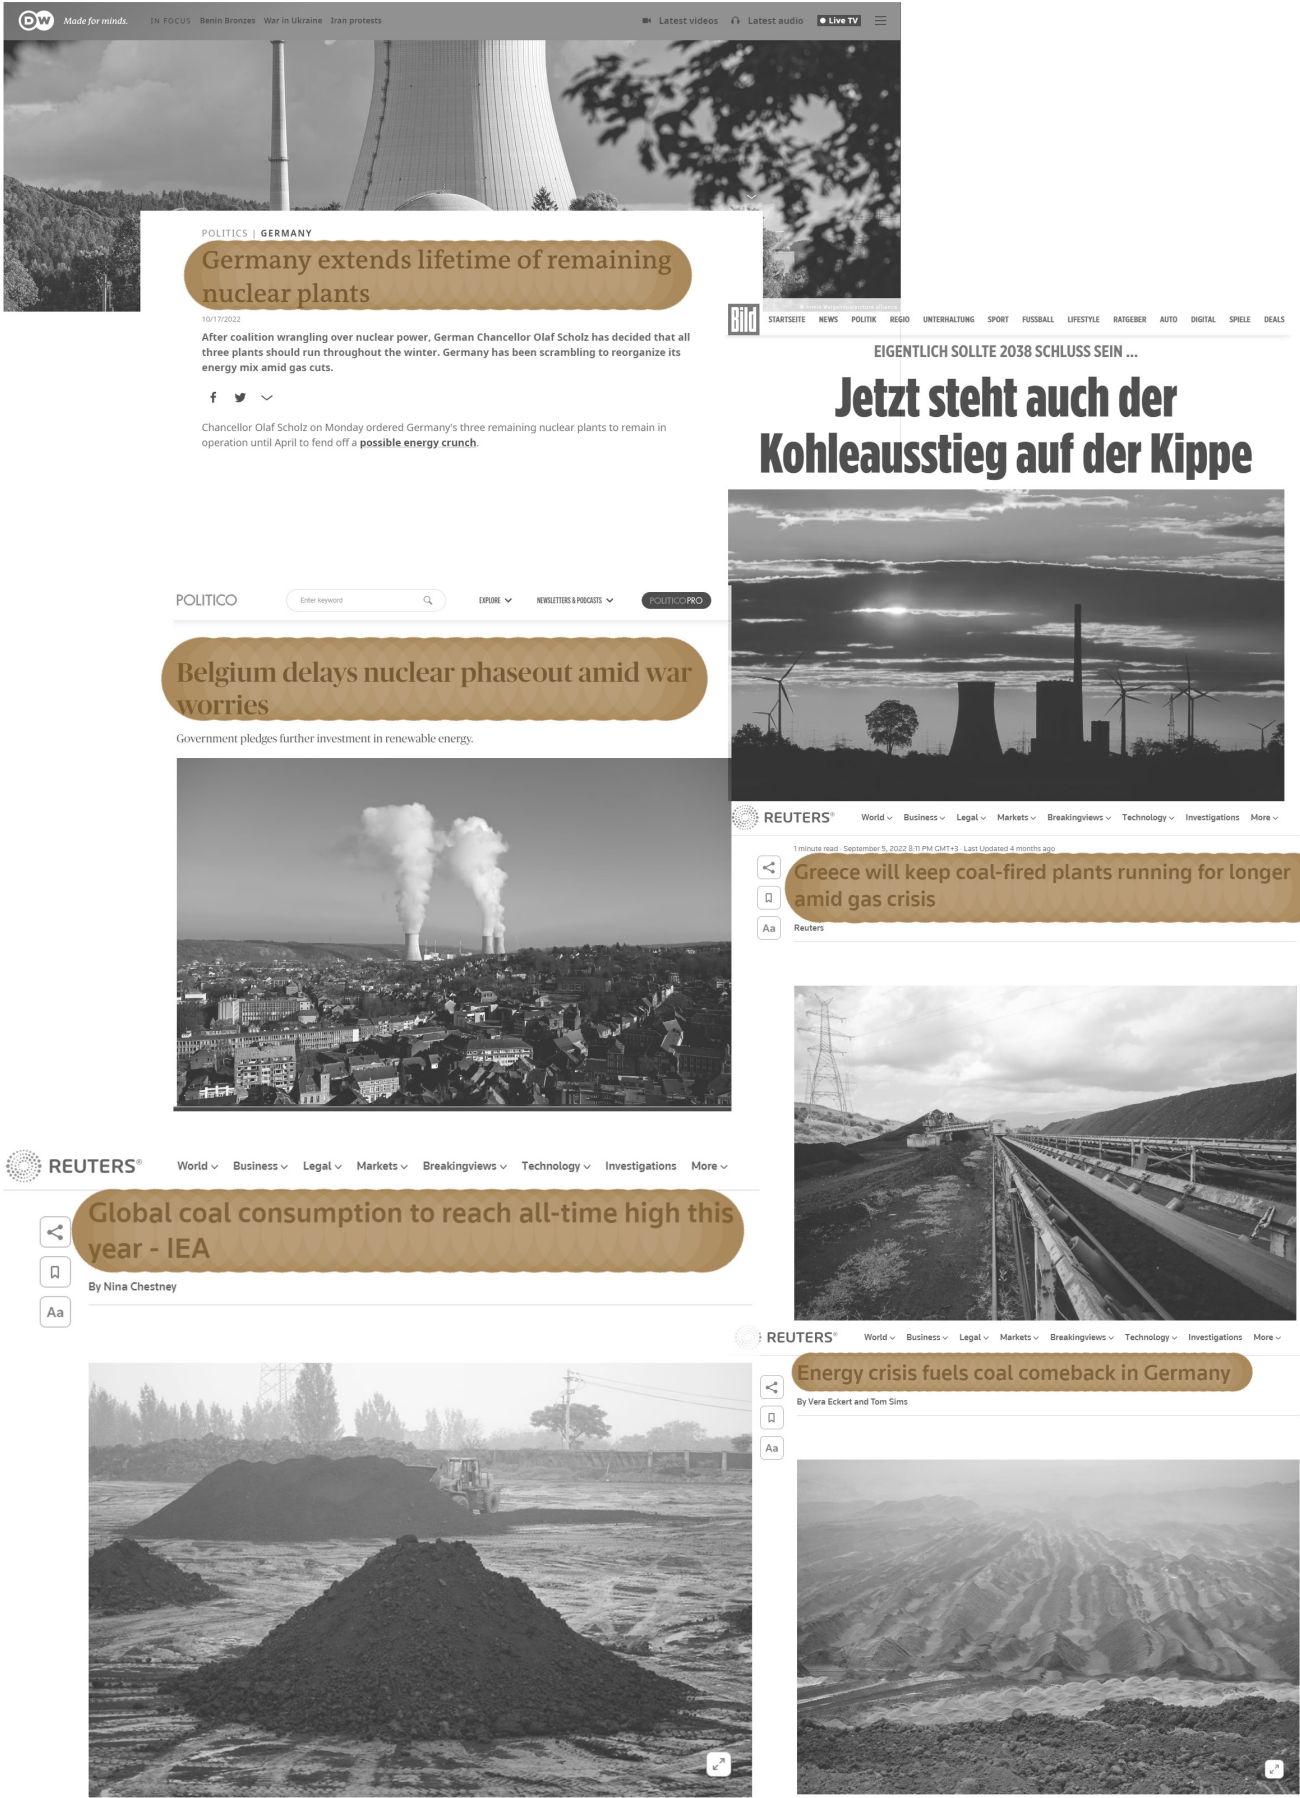 DW Made for minds. IN FOCUS Benin Bronzes War in Ukraine Iran protests Latest videos Latest audio Live TV
POLITICS | GERMANY
Germany extends lifetime of remaining
nuclear plants
10/17/2022
After coalition wrangling over nuclear power, German Chancellor Olaf Scholz has decided that all
three plants should run throughout the winter. Germany has been scrambling to reorganize its
energy mix amid gas cuts.
Chancellor Olaf Scholz on Monday ordered Germany's three remaining nuclear plants to remain in
operation until April to fend off a possible energy crunch.
Bild STARTSEITE NEWS POLITIK REGIO UNTERHALTUNG SPORT FUSSBALL LIFESTYLE RATGEBER AUTO DIGITAL SPIELE DEALS
EIGENTLICH SOLLTE 2038 SCHLUSS SEIN ...
Jetzt steht auch der
Kohleausstieg auf der Kippe
POLITICO Enter keyword EXPLORE NEWSLETTERS & PODCASTS POLITICOPRO
Belgium delays nuclear phaseout amid war
worries
Government pledges further investment in renewable energy.
REUTERS® World Business Legal Markets Breakingviews Technology Investigations More
1 minute read · September 5, 2022 8:11 PM GMT+3 · Last Updated 4 months ago
Greece will keep coal-fired plants running for longer
amid gas crisis
Aa
Reuters
REUTERS® World Business Legal Markets Breakingviews Technology Investigations More
Global coal consumption to reach all-time high this
year - IEA
By Nina Chestney
Aa
REUTERS® World Business Legal Markets Breakingviews Technology Investigations More
Energy crisis fuels coal comeback in Germany
By Vera Eckert and Tom Sims
Aa